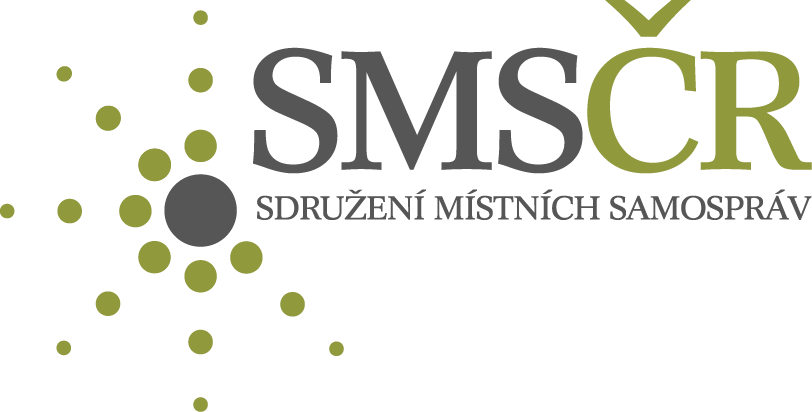 SMSČR
SDRUŽENÍ MÍSTNÍCH SAMOSPRÁV